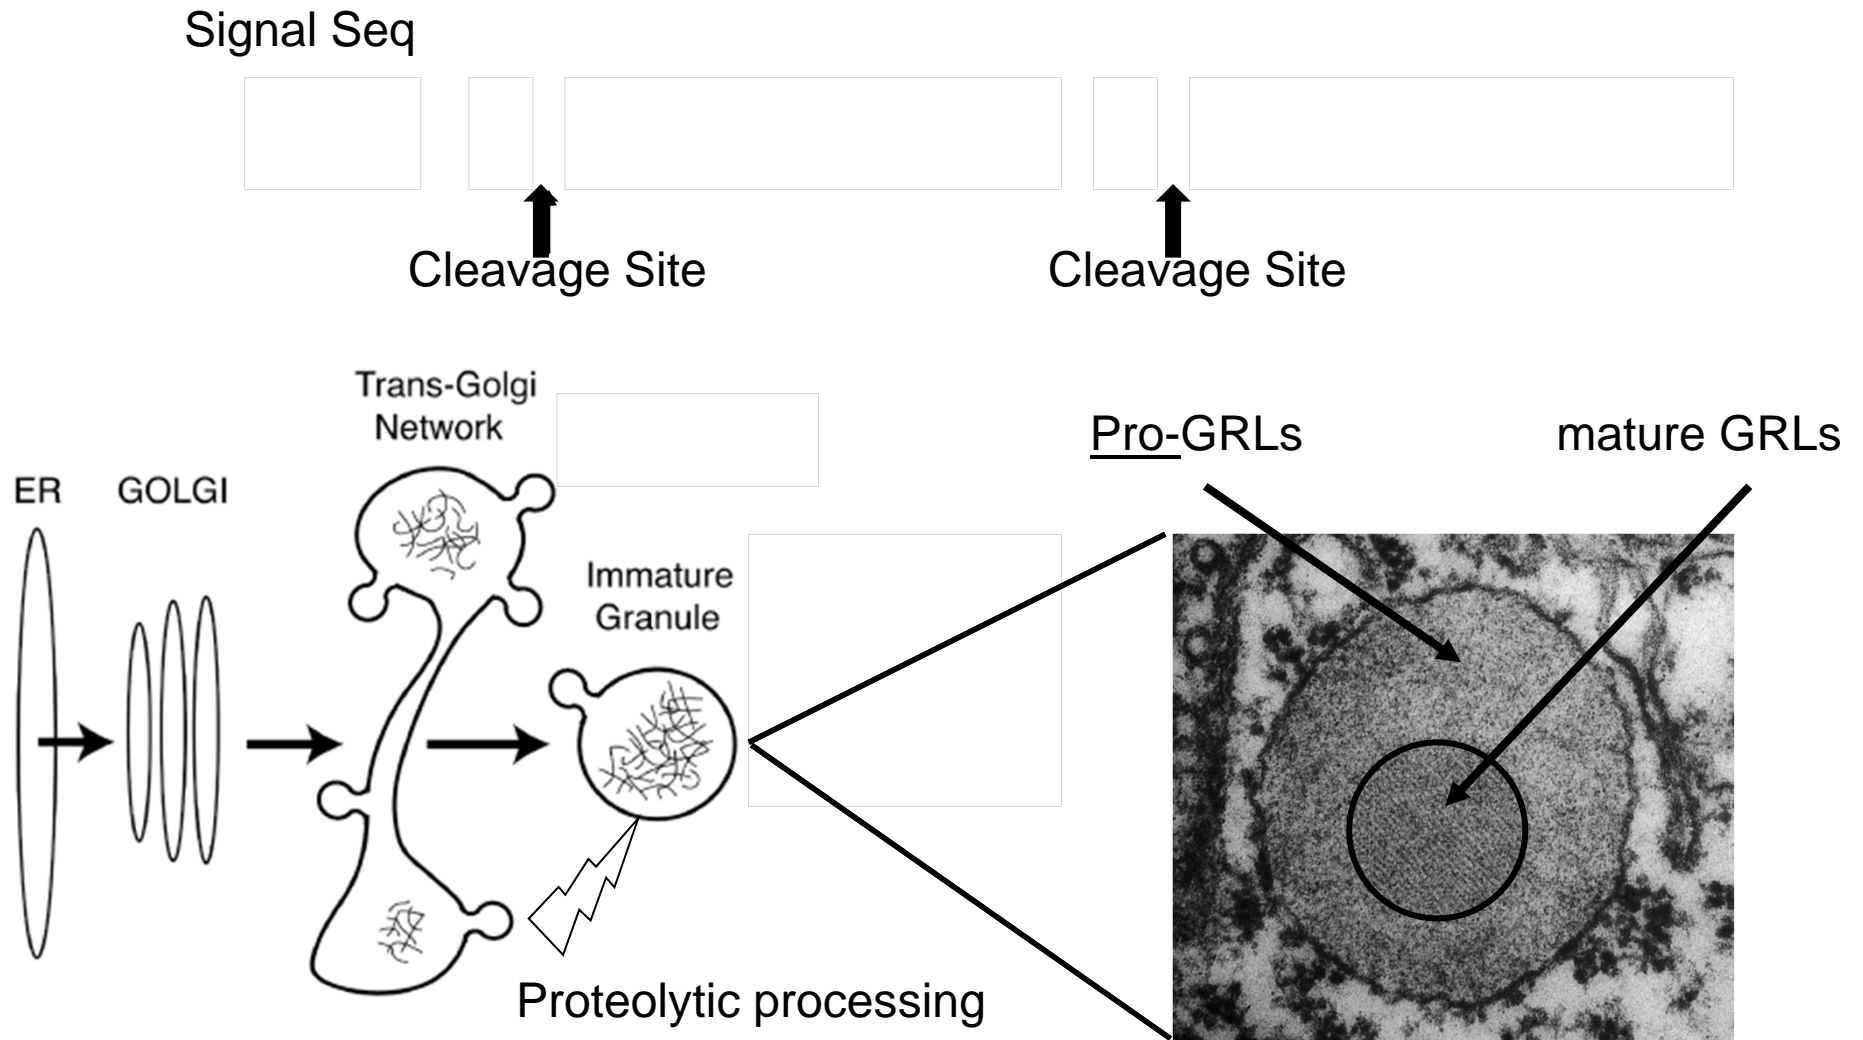 Signal Seq
Cleavage Site
Cleavage Site
Trans-Golgi
Network
Pro-GRLs
mature GRLs
ER
GOLGI
Immature
Granule
Proteolytic processing